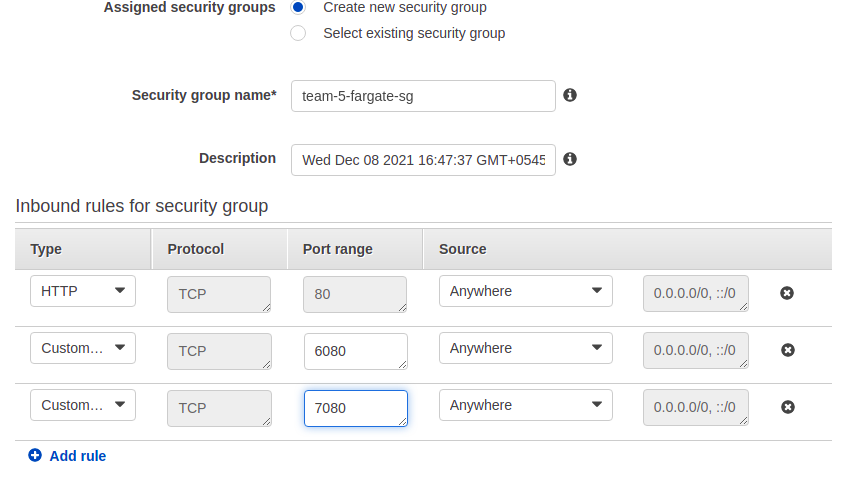 Assigned security groups Create new security group
Select existing security group
Security group name* team-5-fargate-sg
Description Wed Dec 08 2021 16:47:37 GMT+0545
Inbound rules for security group
Type Protocol Port range Source
HTTP TCP 80 Anywhere 0.0.0.0/0, ::/0
Custom... TCP 6080 Anywhere 0.0.0.0/0, ::/0
Custom... TCP 7080 Anywhere 0.0.0.0/0, ::/0
Add rule